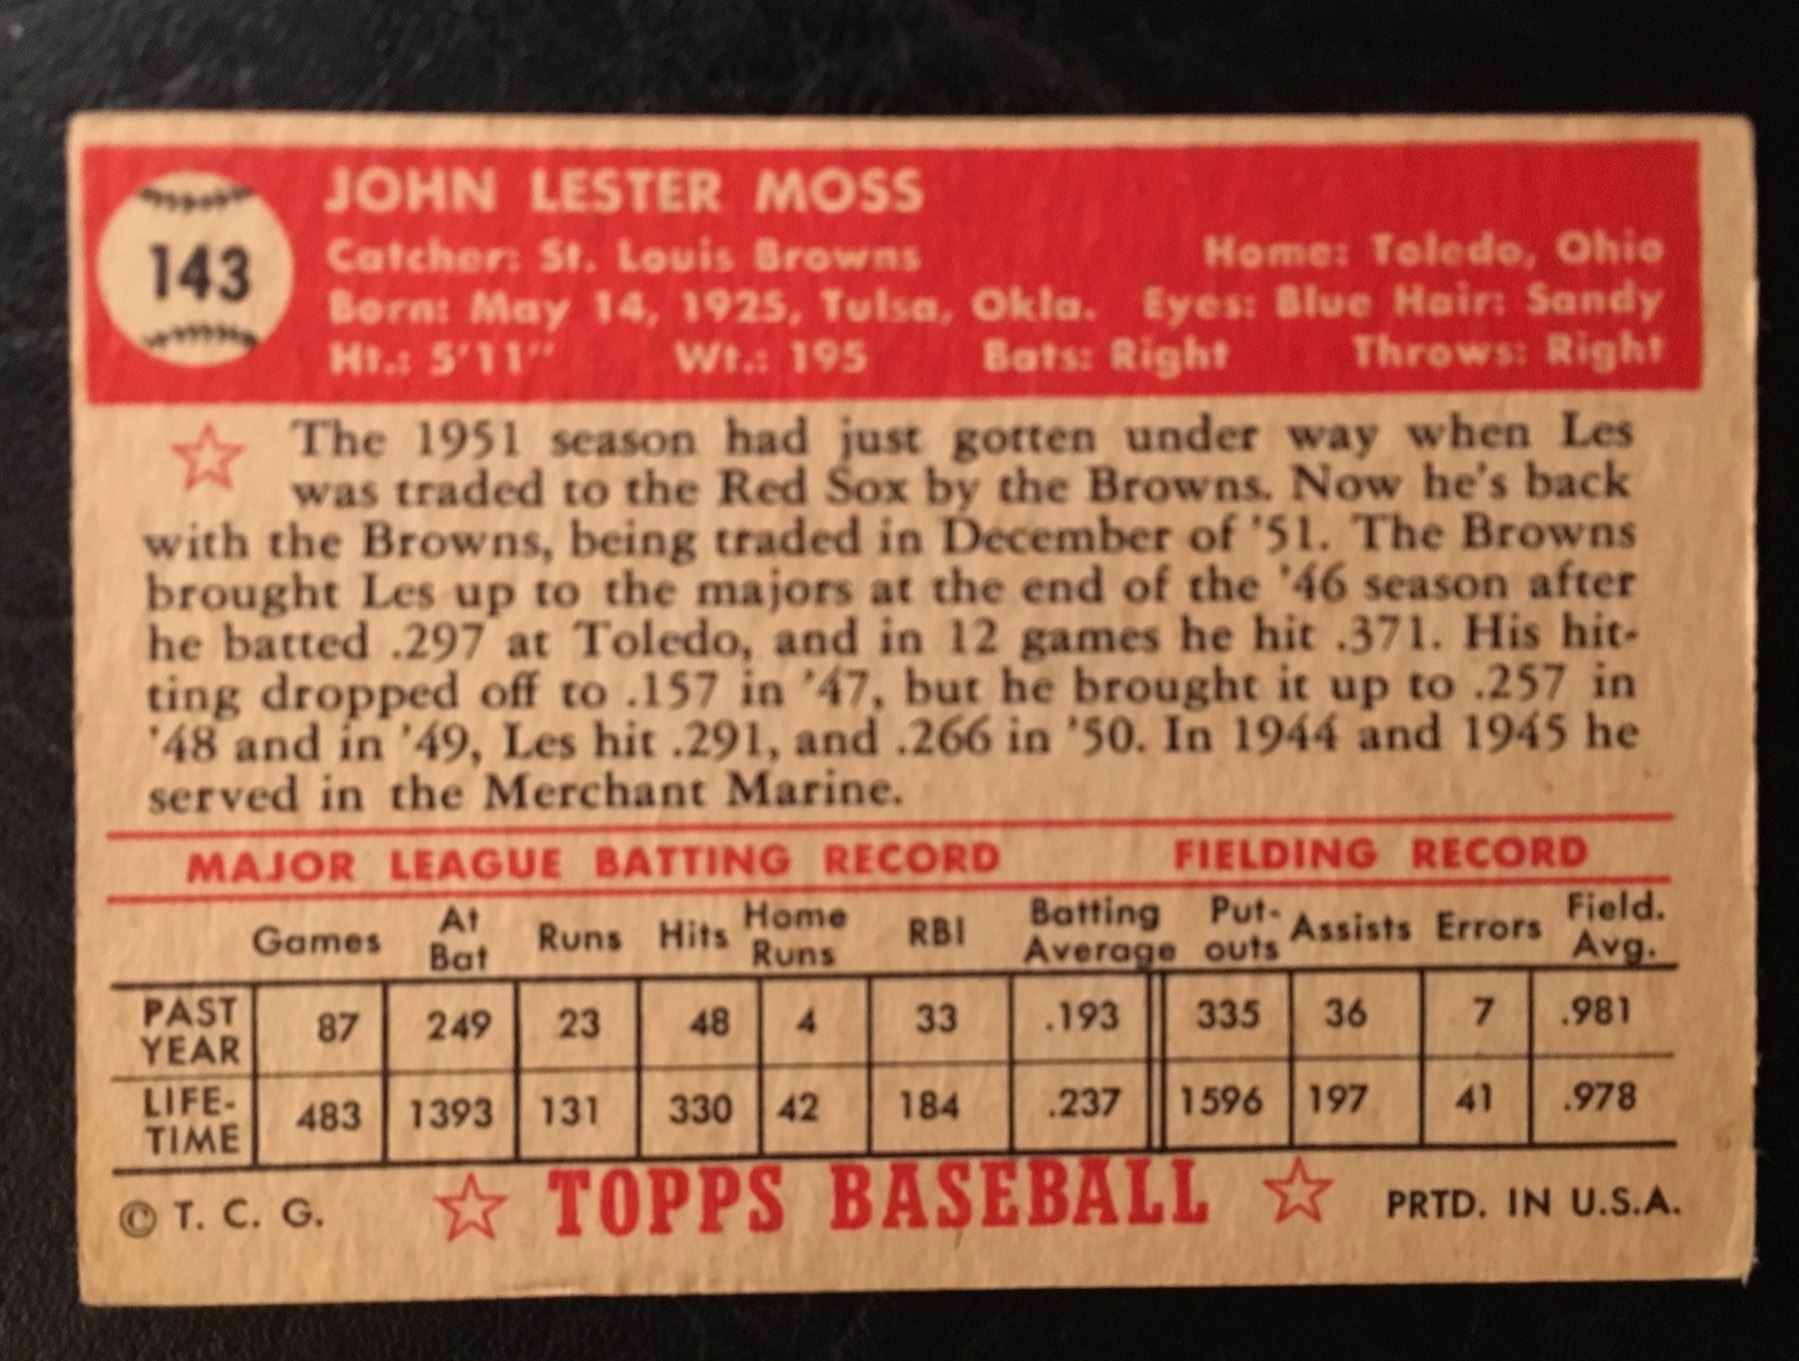 143
JOHN LESTER MOSS
Catcher: St. Louis Browns Home: Toledo, Ohio
Born: May 14, 1925, Tulsa, Okla. Eyes: Blue Hair: Sandy
Ht.: 5'11" Wt.: 195 Bats: Right Throws: Right
The 1951 season had just gotten under way when Les
was traded to the Red Sox by the Browns. Now he's back
with the Browns, being traded in December of '51. The Browns
brought Les up to the majors at the end of the '46 season after
he batted .297 at Toledo, and in 12 games he hit .371. His hit-
ting dropped off to .157 in '47, but he brought it up to .257 in
'48 and in '49, Les hit .291, and .266 in '50. In 1944 and 1945 he
served in the Merchant Marine.
MAJOR LEAGUE BATTING RECORD FIELDING RECORD
Games At Bat Runs Hits Home Runs RBI Batting Average Put-outs Assists Errors Field. Avg.
PAST YEAR 87 249 23 48 4 33 .193 335 36 7 .981
LIFE-TIME 483 1393 131 330 42 184 .237 1596 197 41 .978
© T. C. G. TOPPS BASEBALL PRTD. IN U.S.A.